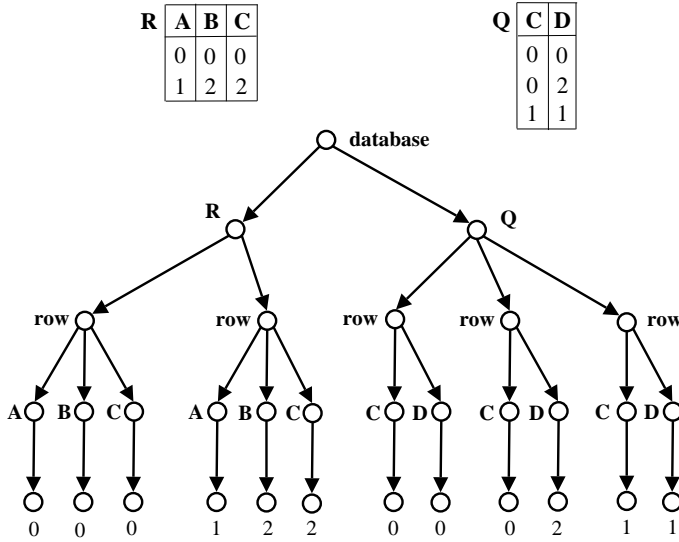 R A B C
0 0 0
1 2 2
Q C D
0 0
0 2
1 1
database
R Q
row row row row row
A B C A B C C D C D C D
0 0 0 1 2 2 0 0 0 2 1 1